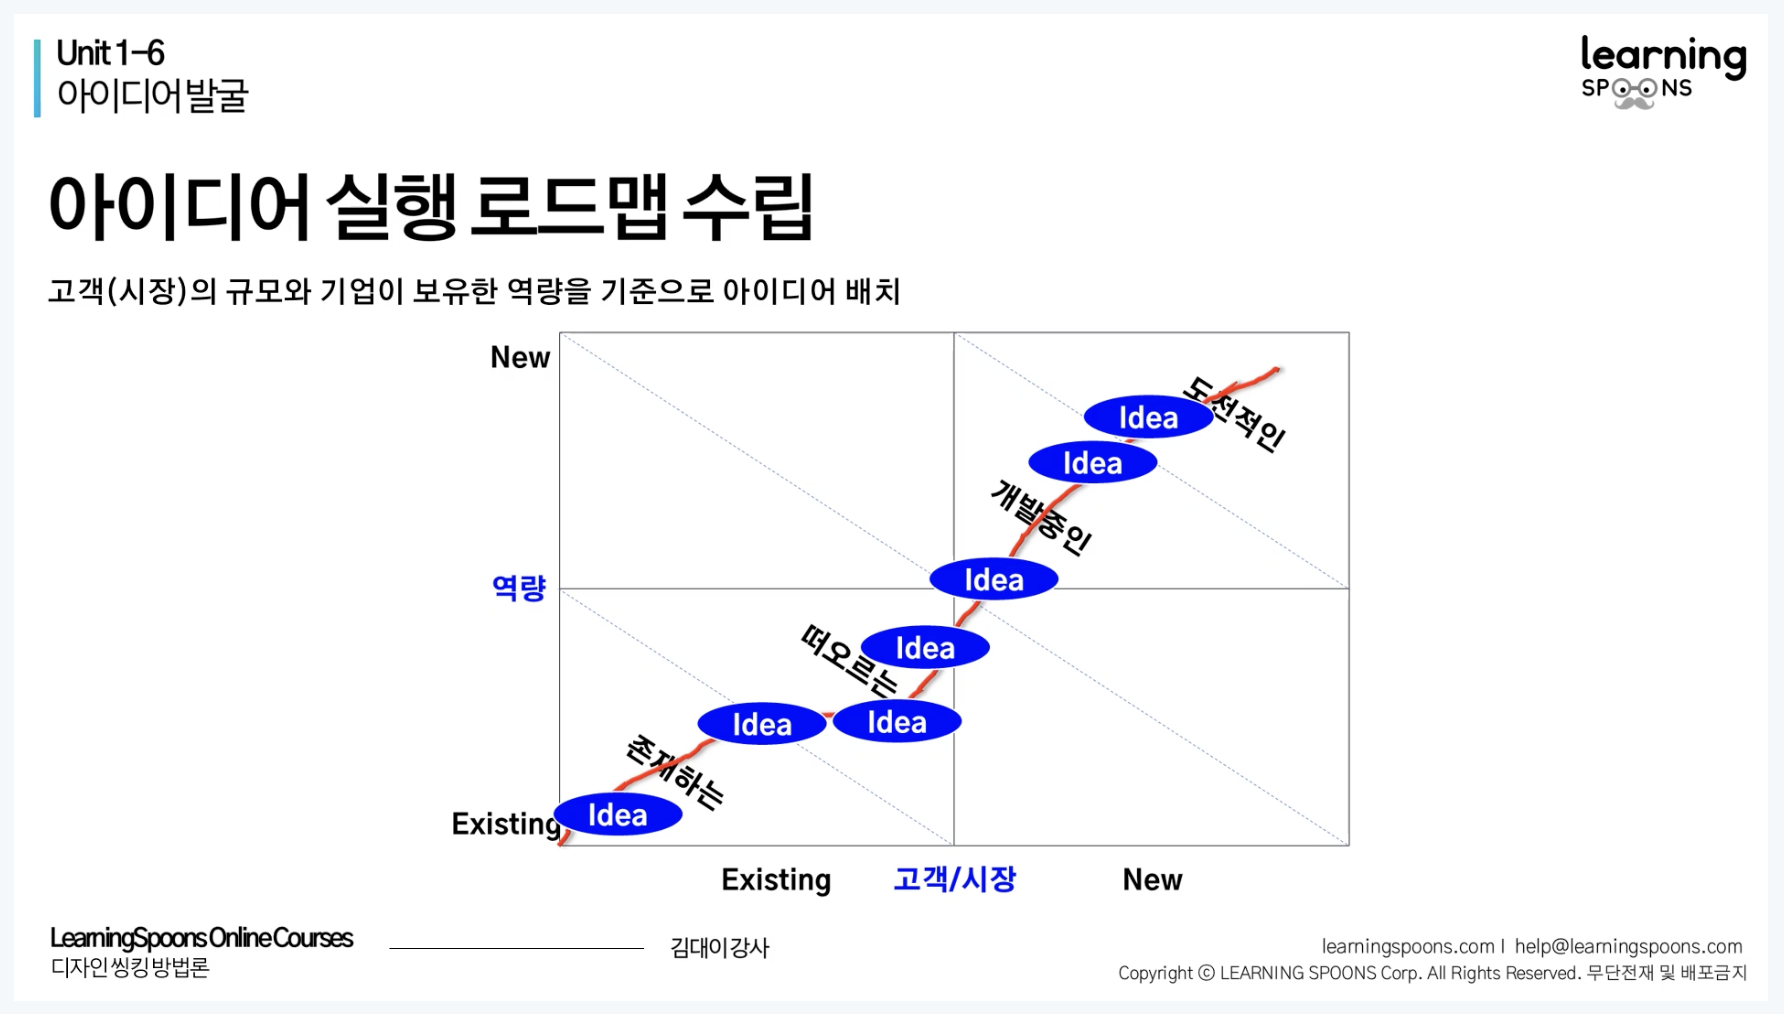 Unit 1-6
아이디어 발굴
learning
SPOONS
아이디어 실행 로드맵 수립
고객(시장)의 규모와 기업이 보유한 역량을 기준으로 아이디어 배치
New
도전적인
Idea
Idea
개발중인
역량
Idea
떠오르는
Idea
Idea
Idea
존재하는
Existing
Idea
Existing
고객/시장
New
LearningSpoons Online Courses
디자인 씽킹 방법론
김대이 강사
learningspoons.com l help@learningspoons.com
Copyright ⓒ LEARNING SPOONS Corp. All Rights Reserved. 무단전재 및 배포금지